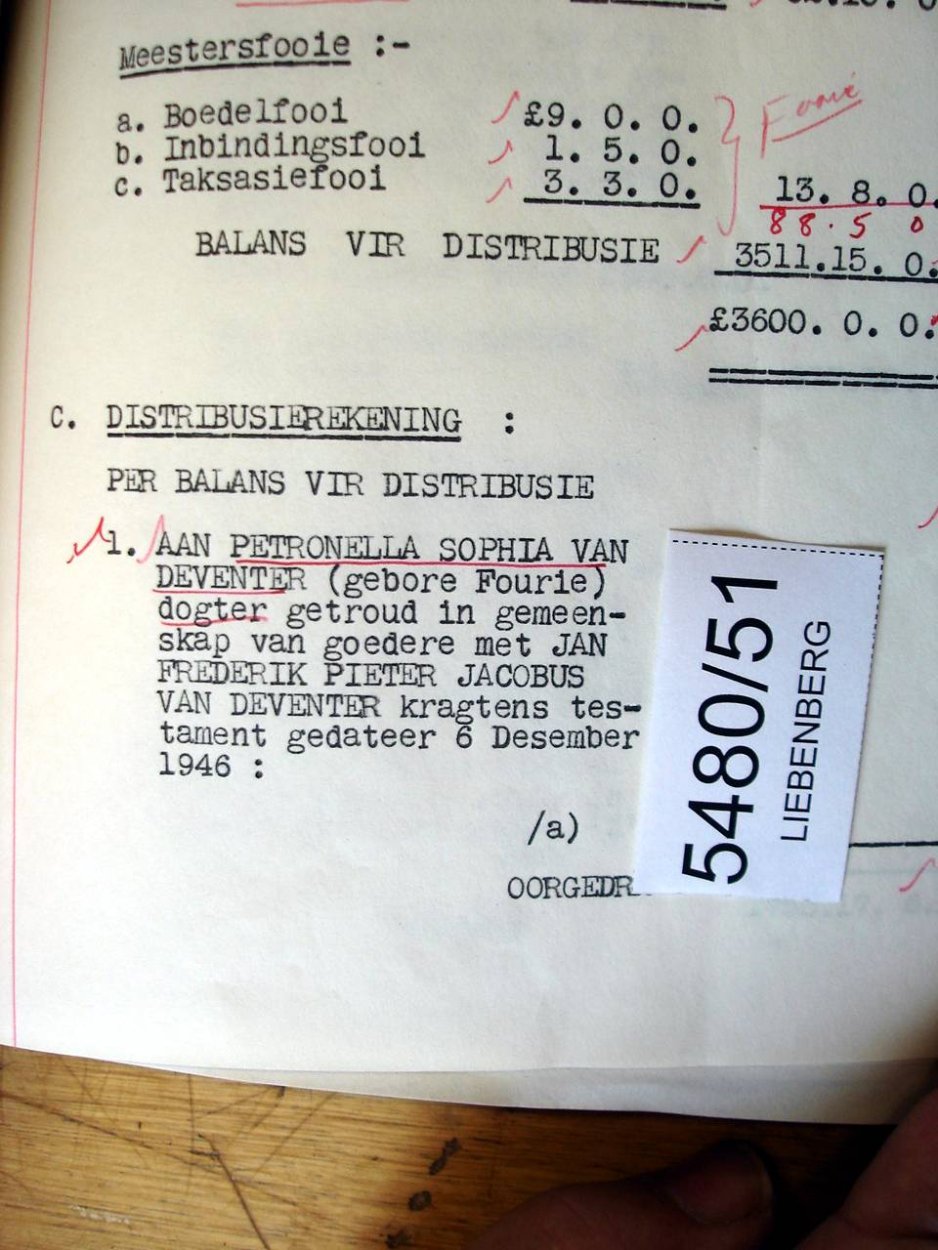 Meestersfooie :-
a. Boedelfooi £9. 0. 0.
b. Inbindingsfooi 1. 5. 0.
c. Taksasiefooi 3. 3. 0. 13. 8. 0.
88. 5 0
BALANS VIR DISTRIBUSIE 3511.15. 0.
£3600. 0. 0.
C. DISTRIBUSIEREKENING :
PER BALANS VIR DISTRIBUSIE
1. AAN PETRONELLA SOPHIA VAN
DEVENTER (gebore Fourie)
dogter getroud in gemeen-
skap van goedere met JAN
FREDERIK PIETER JACOBUS
VAN DEVENTER kragtens tes-
tament gedateer 6 Desember
1946 :
/a)
OORGEDR
5480/51
LIEBENBERG